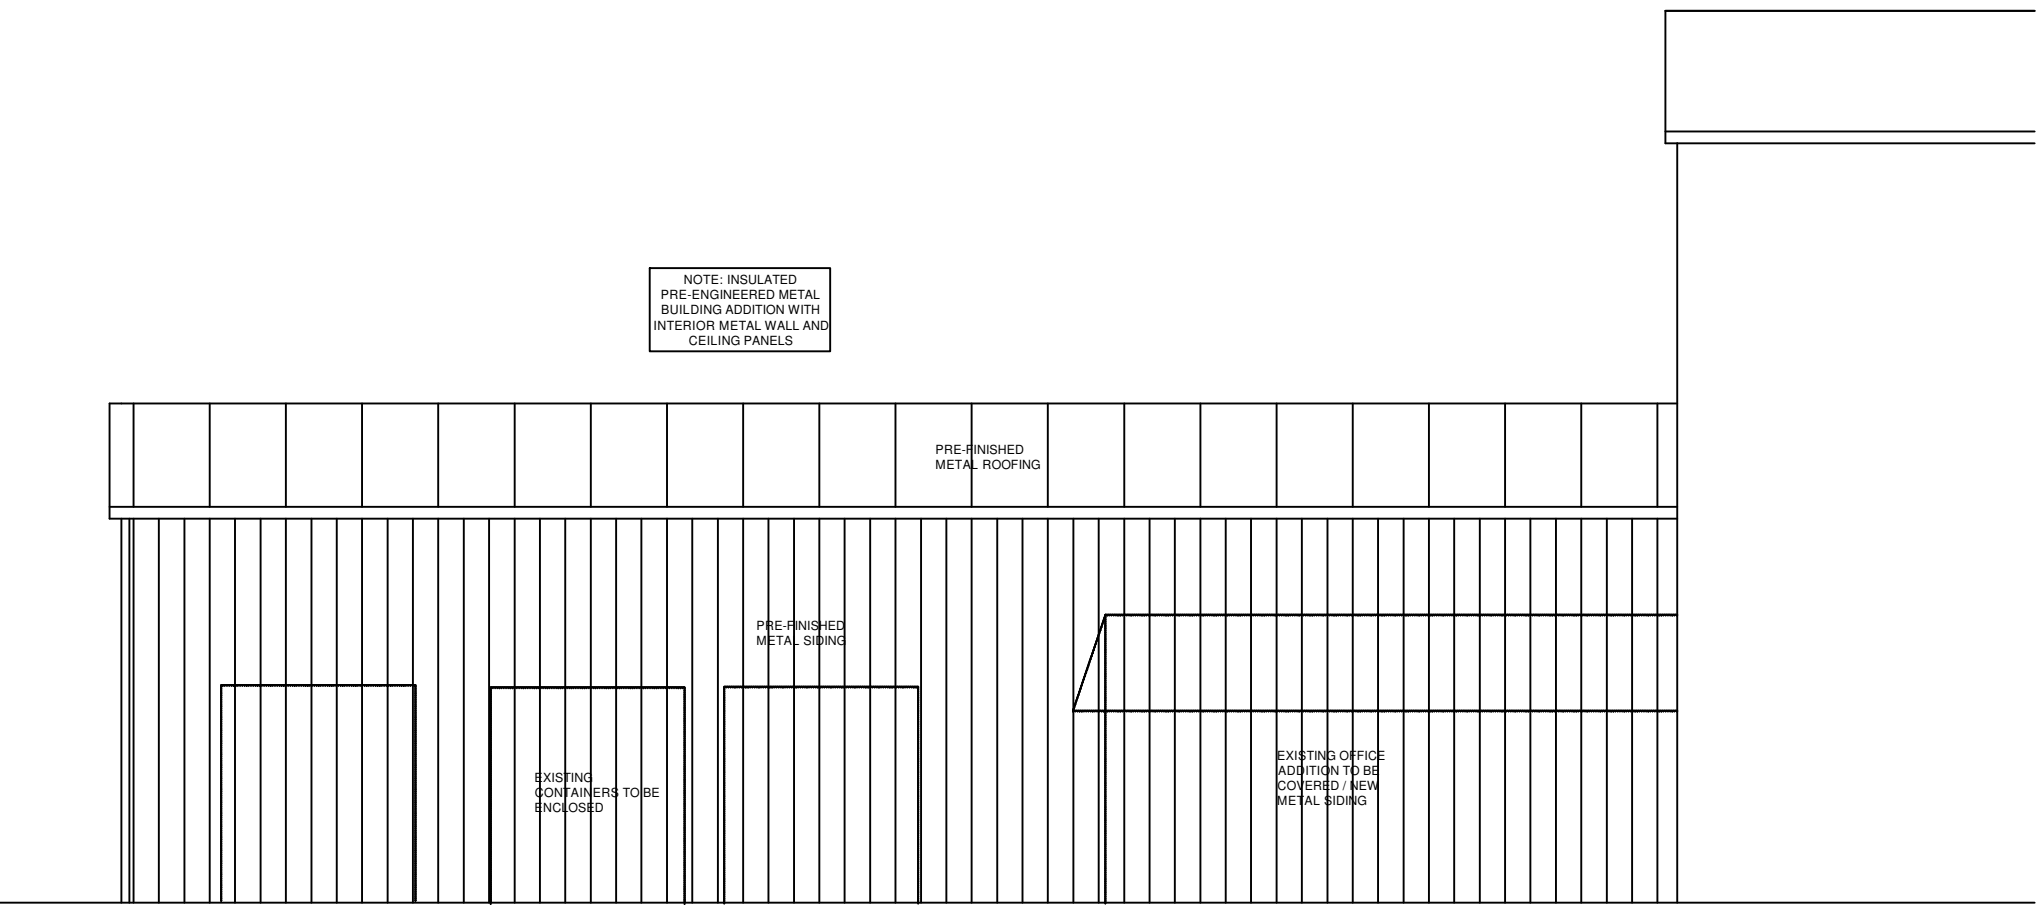 NOTE: INSULATED
PRE-ENGINEERED METAL
BUILDING ADDITION WITH
INTERIOR METAL WALL AND
CEILING PANELS
PRE-FINISHED
METAL ROOFING
PRE-FINISHED
METAL SIDING
EXISTING
CONTAINERS TO BE
ENCLOSED
EXISTING OFFICE
ADDITION TO BE
COVERED / NEW
METAL SIDING